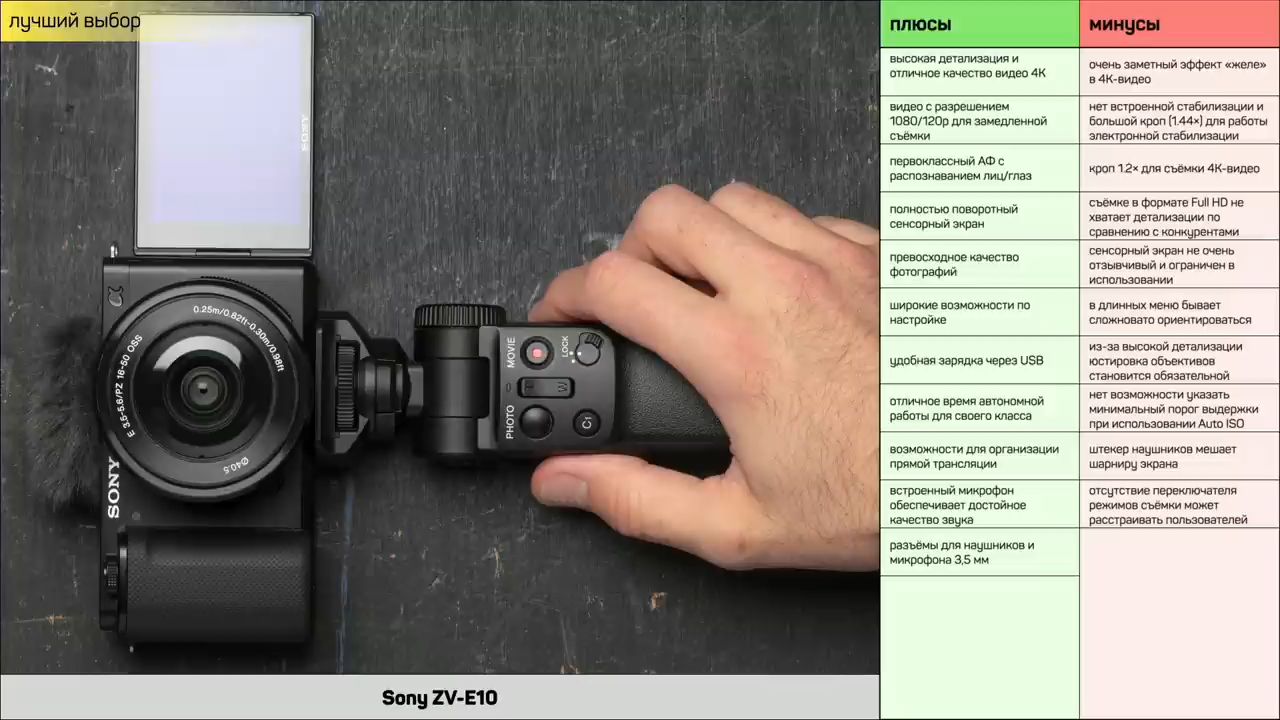 лучший выбор
SONY
0.25m/0.82ft-0.30m/0.98ft
E 3.5-5.6/PZ 16-50 OSS
Ø40.5
SONY
MOVIE
LOCK
W
PHOTO
C1
Sony ZV-E10
плюсы
высокая детализация и
отличное качество видео 4K
видео с разрешением
1080/120p для замедленной
съёмки
первоклассный АФ с
распознаванием лиц/глаз
полностью поворотный
сенсорный экран
превосходное качество
фотографий
широкие возможности по
настройке
удобная зарядка через USB
отличное время автономной
работы для своего класса
возможности для организации
прямой трансляции
встроенный микрофон
обеспечивает достойное
качество звука
разъёмы для наушников и
микрофона 3,5 мм
минусы
очень заметный эффект «желе»
в 4K-видео
нет встроенной стабилизации и
большой кроп (1.44×) для работы
электронной стабилизации
кроп 1.2× для съёмки 4K-видео
съёмке в формате Full HD не
хватает детализации по
сравнению с конкурентами
сенсорный экран не очень
отзывчивый и ограничен в
использовании
в длинных меню бывает
сложновато ориентироваться
из-за высокой детализации
юстировка объективов
становится обязательной
нет возможности указать
минимальный порог выдержки
при использовании Auto ISO
штекер наушников мешает
шарниру экрана
отсутствие переключателя
режимов съёмки может
расстраивать пользователей